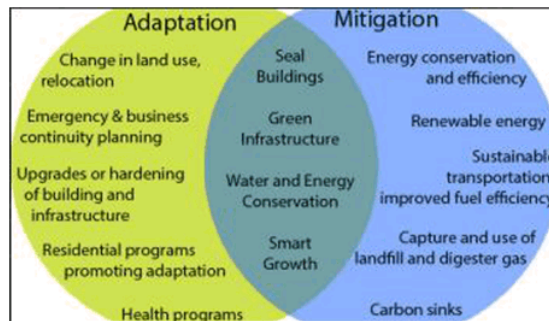 Adaptation
Change in land use,
relocation
Emergency & business
continuity planning
Upgrades or hardening
of building and
infrastructure
Residential programs
promoting adaptation
Health programs
Seal
Buildings
Green
Infrastructure
Water and Energy
Conservation
Smart
Growth
Mitigation
Energy conservation
and efficiency
Renewable energy
Sustainable
transportation,
improved fuel efficiency
Capture and use of
landfill and digester gas
Carbon sinks